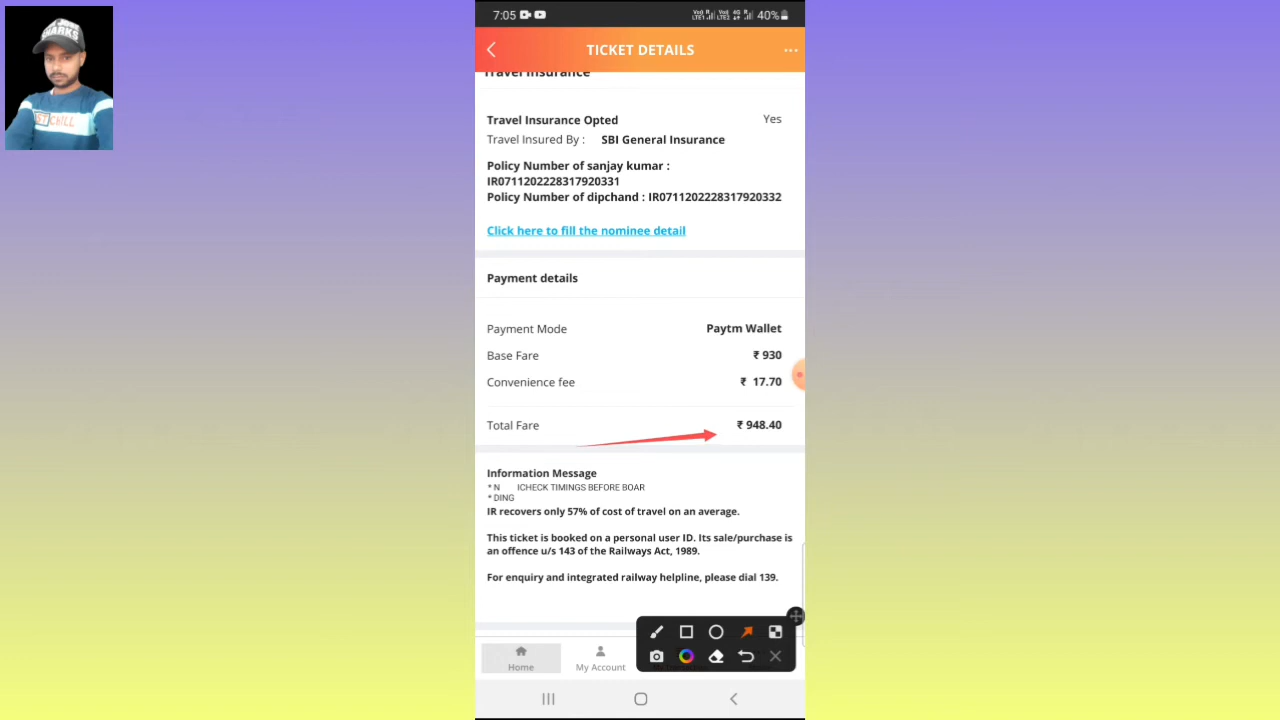 SHARKS
ST CHILL
7:05
40%
TICKET DETAILS
Travel Insurance
Travel Insurance Opted Yes
Travel Insured By : SBI General Insurance
Policy Number of sanjay kumar :
IR0711202228317920331
Policy Number of dipchand : IR0711202228317920332
Click here to fill the nominee detail
Payment details
Payment Mode Paytm Wallet
Base Fare ₹ 930
Convenience fee ₹ 17.70
Total Fare ₹ 948.40
Information Message
* N ICHECK TIMINGS BEFORE BOAR
* DING
IR recovers only 57% of cost of travel on an average.
This ticket is booked on a personal user ID. Its sale/purchase is
an offence u/s 143 of the Railways Act, 1989.
For enquiry and integrated railway helpline, please dial 139.
Home My Account